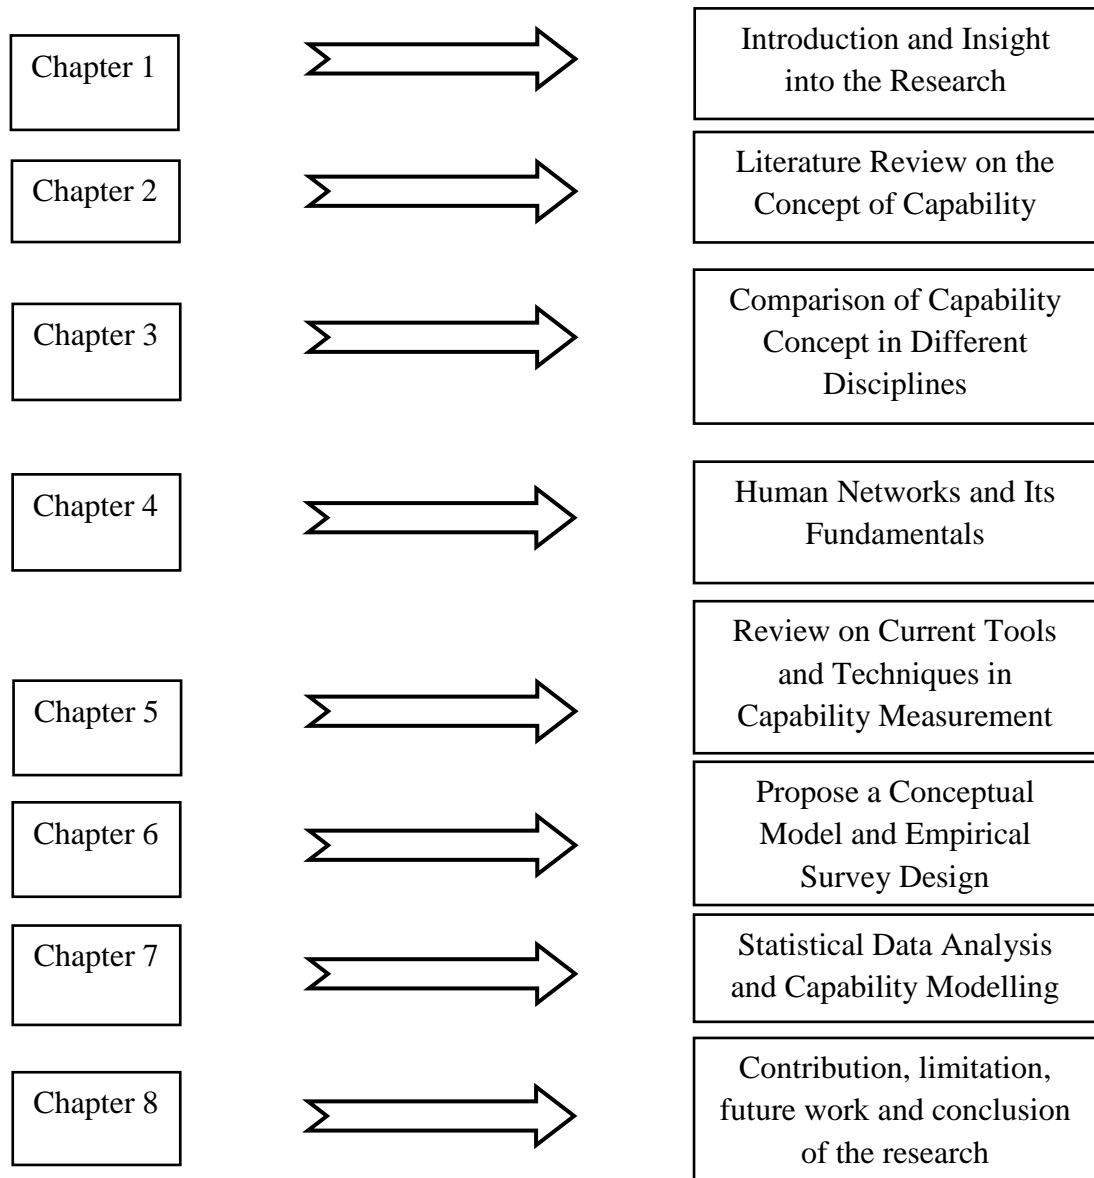 Chapter 1
Introduction and Insight
into the Research
Chapter 2
Literature Review on the
Concept of Capability
Chapter 3
Comparison of Capability
Concept in Different
Disciplines
Chapter 4
Human Networks and Its
Fundamentals
Chapter 5
Review on Current Tools
and Techniques in
Capability Measurement
Chapter 6
Propose a Conceptual
Model and Empirical
Survey Design
Chapter 7
Statistical Data Analysis
and Capability Modelling
Chapter 8
Contribution, limitation,
future work and conclusion
of the research